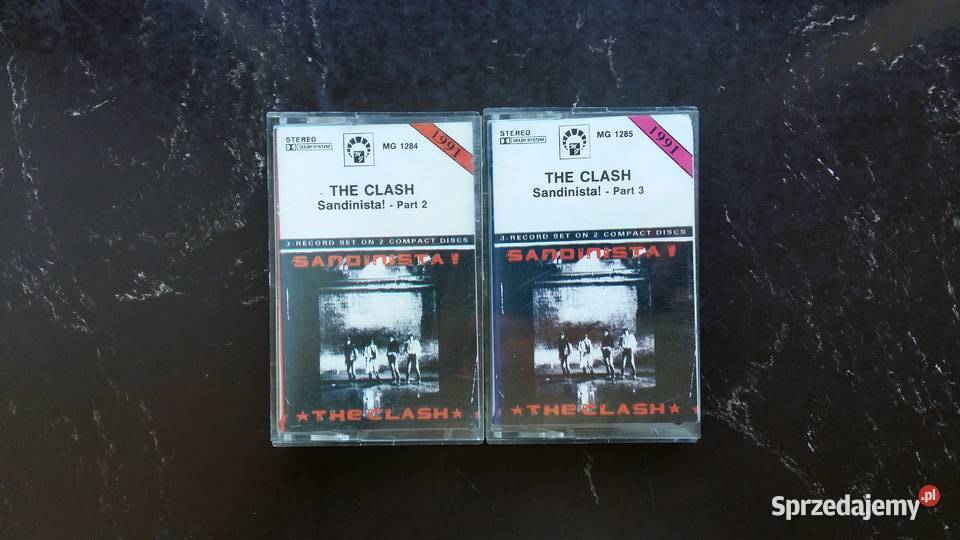 STEREO
DOLBY SYSTEM
MG 1284
1991
THE CLASH
Sandinista! - Part 2
3-RECORD SET ON 2 COMPACT DISCS
SANDINISTA!
★THE CLASH★
STEREO
DOLBY SYSTEM
MG 1285
1991
THE CLASH
Sandinista! - Part 3
3-RECORD SET ON 2 COMPACT DISCS
SANDINISTA!
★THE CLASH★
Sprzedajemy.pl